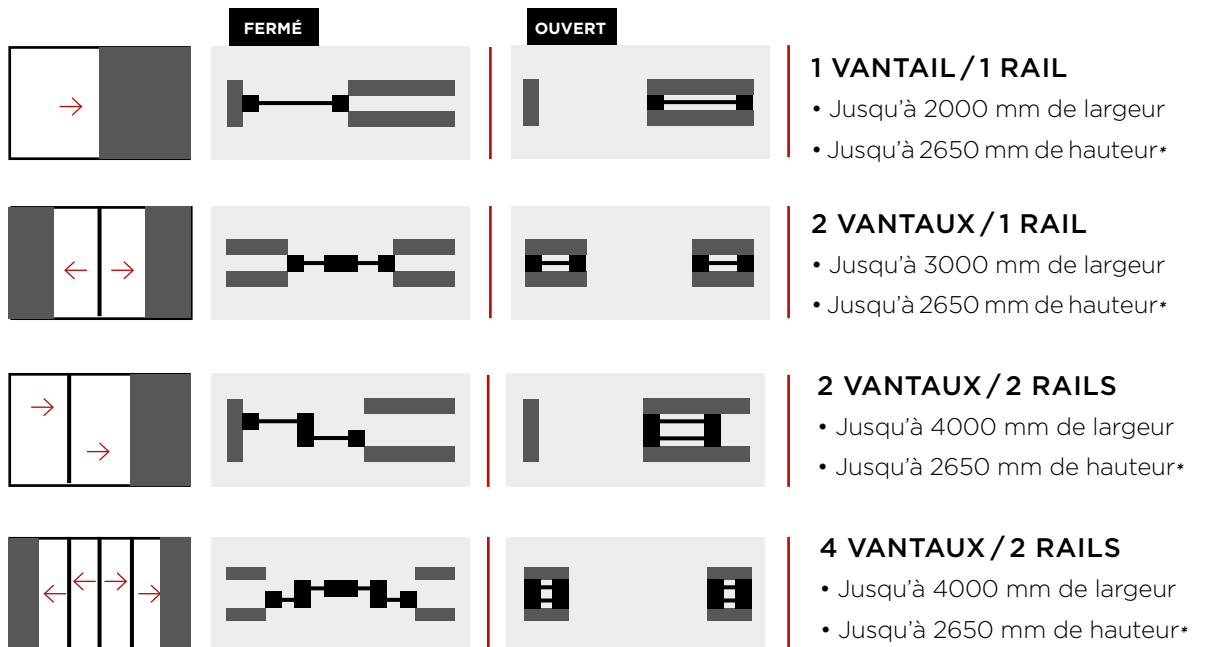 FERMÉ
OUVERT
1 VANTAIL / 1 RAIL
• Jusqu'à 2000 mm de largeur
• Jusqu'à 2650 mm de hauteur*
2 VANTAUX / 1 RAIL
• Jusqu'à 3000 mm de largeur
• Jusqu'à 2650 mm de hauteur*
2 VANTAUX / 2 RAILS
• Jusqu'à 4000 mm de largeur
• Jusqu'à 2650 mm de hauteur*
4 VANTAUX / 2 RAILS
• Jusqu'à 4000 mm de largeur
• Jusqu'à 2650 mm de hauteur*